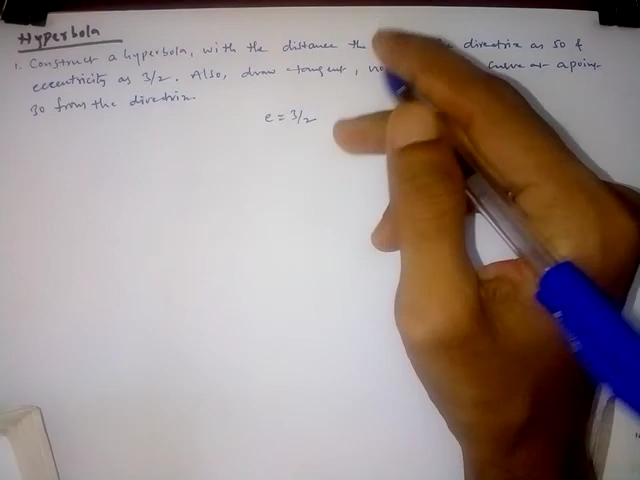 Hyperbola
1. Construct a hyperbola, with the distance the directrix as 50 &
eccentricity as 3/2. Also, draw tangent, curve at a point
30 from the directrix.
e = 3/2